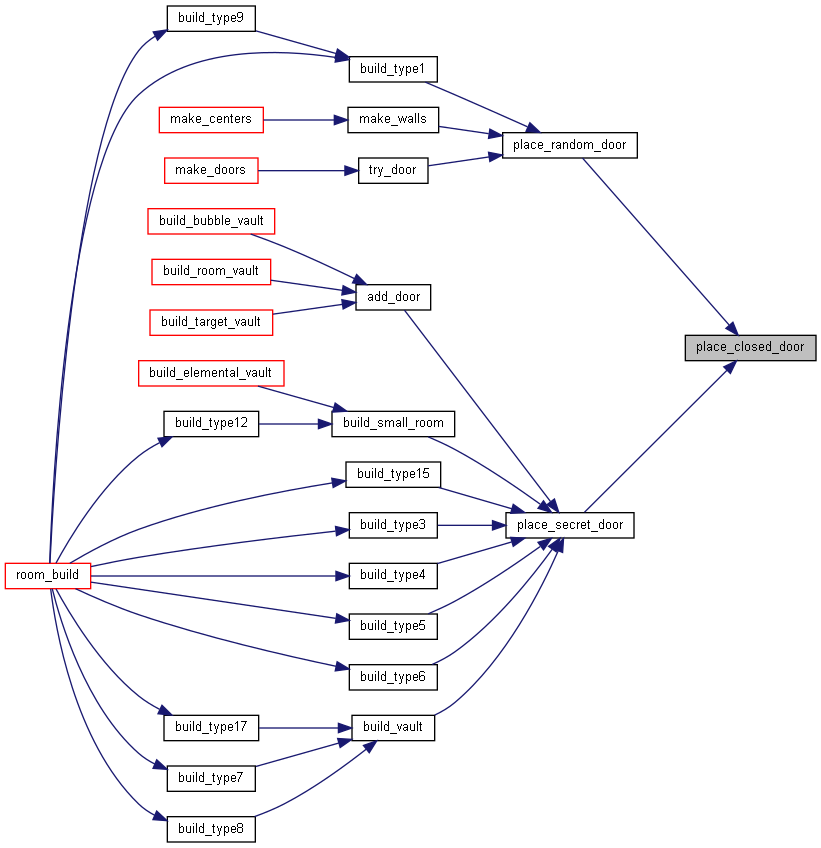 build_type9
build_type1
make_centers
make_walls
place_random_door
make_doors
try_door
build_bubble_vault
build_room_vault
add_door
build_target_vault
place_closed_door
build_elemental_vault
build_type12
build_small_room
build_type15
build_type3
place_secret_door
room_build
build_type4
build_type5
build_type6
build_type17
build_vault
build_type7
build_type8